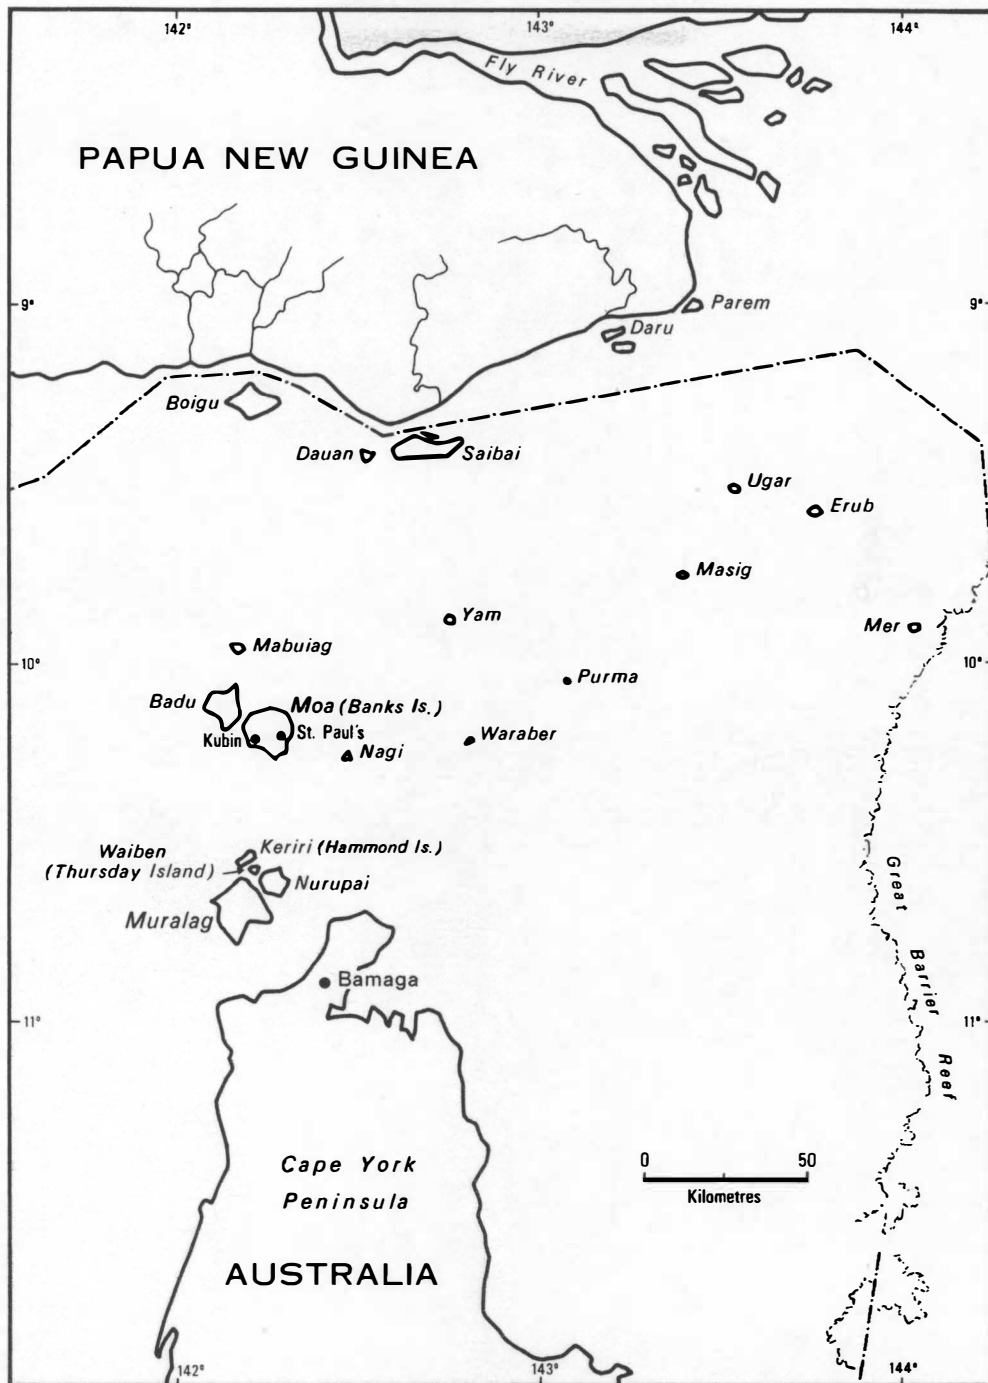 142°
143°
144°
Fly River
PAPUA NEW GUINEA
9°
Parem
9°
Daru
Boigu
Dauan
Saibai
Ugar
Erub
Masig
Yam
Mer
Mabuiag
10°
10°
Purma
Badu
Moa (Banks Is.)
Kubin
St. Paul's
Waraber
Nagi
Waiben
(Thursday Island)
Keriri (Hammond Is.)
Nurupai
Muralag
Great
Barrier
Reef
Bamaga
11°
11°
Cape York
Peninsula
0
50
Kilometres
AUSTRALIA
142°
143°
144°